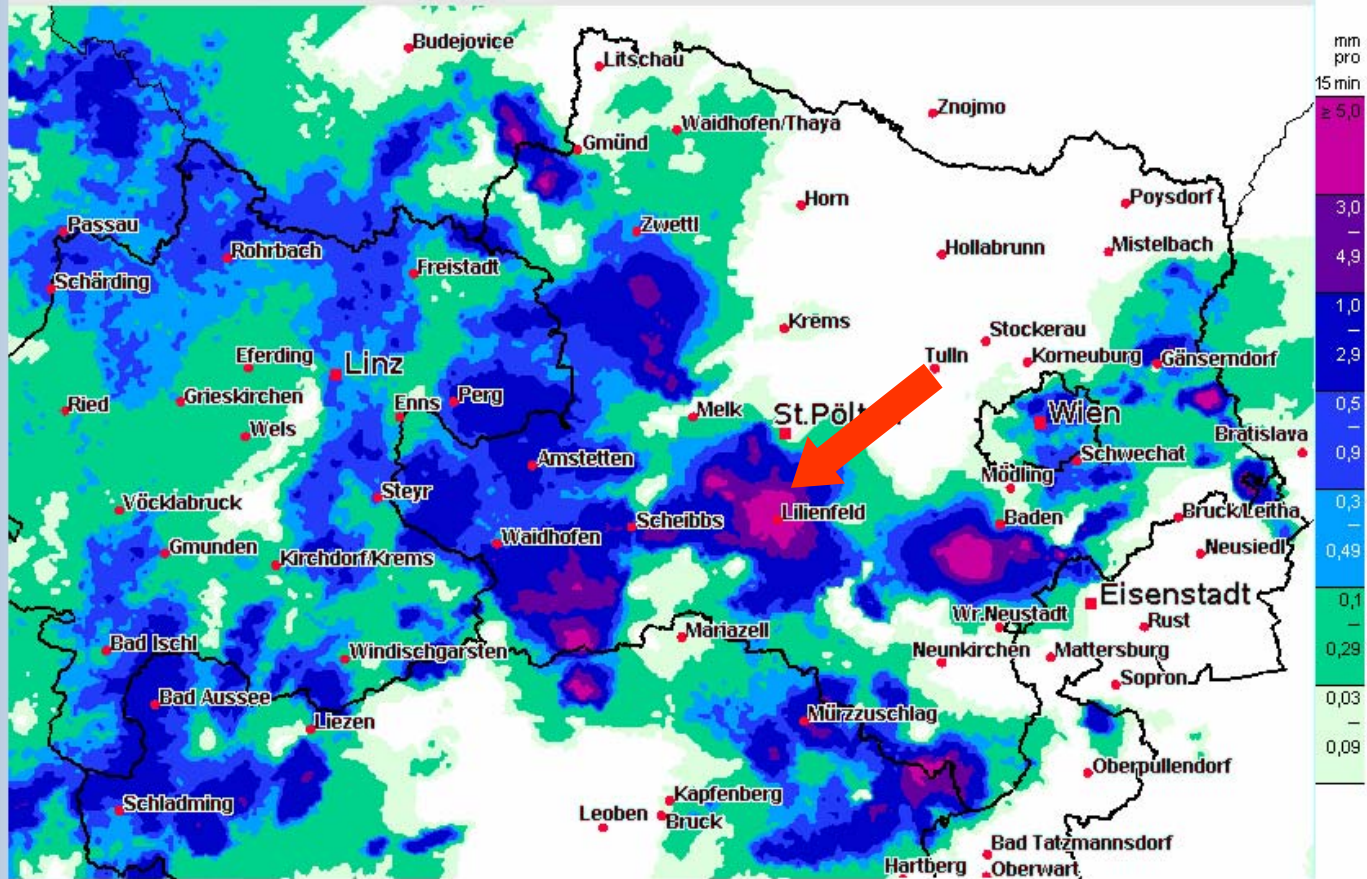 Budejovice
Litschau
Znojmo
Waidhofen/Thaya
Gmünd
Horn
Poysdorf
Passau
Zwettl
Rohrbach
Hollabrunn
Mistelbach
Freistadt
Schärding
Krems
Stockerau
Eferding
Linz
Tulln
Korneuburg
Gänserndorf
Ried
Grieskirchen
Enns
Perg
Melk
St.Pölt
Wien
Wels
Bratislava
Amstetten
Schwechat
Mödling
Steyr
Vöcklabruck
Scheibbs
Lilienfeld
Baden
Bruck/Leitha
Waidhofen
Gmunden
Kirchdorf/Krems
Neusiedl
Eisenstadt
Wr.Neustadt
Rust
Bad Ischl
Mariazell
Windischgarsten
Neunkirchen
Mattersburg
Sopron
Bad Aussee
Liezen
Mürzzuschlag
Oberpullendorf
Schladming
Kapfenberg
Leoben
Bruck
Bad Tatzmannsdorf
Hartberg
Oberwart
mm
pro
15 min
≥ 5,0
3,0
–
4,9
1,0
–
2,9
0,5
–
0,9
0,3
–
0,49
0,1
–
0,29
0,03
–
0,09